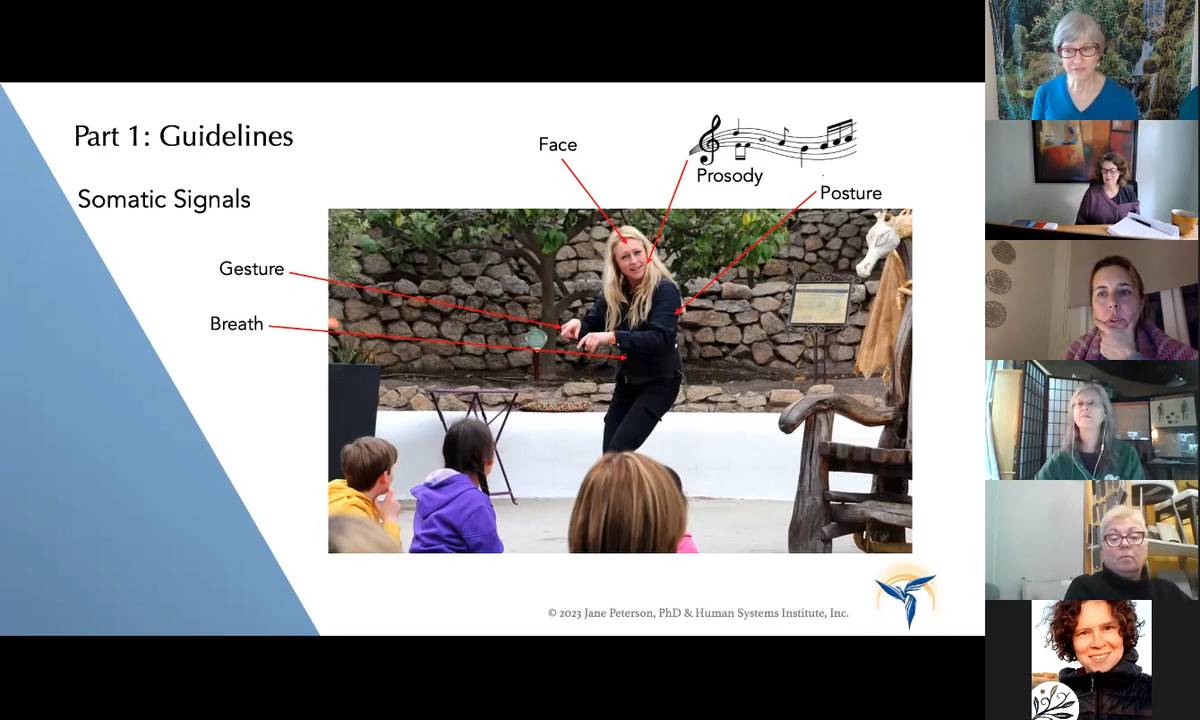 Part 1: Guidelines
Somatic Signals
Face
Prosody
Posture
Gesture
Breath
© 2023 Jane Peterson, PhD & Human Systems Institute, Inc.